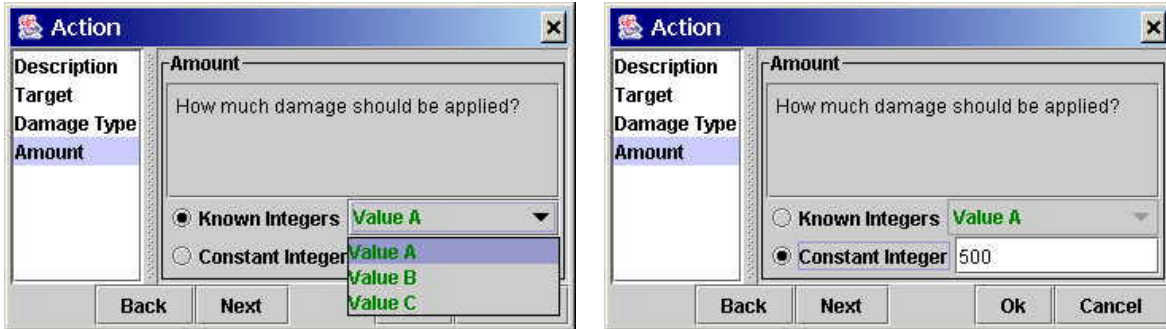 Action
Description
Target
Damage Type
Amount
Amount
How much damage should be applied?
Known Integers Value A
Constant Integer
Value A
Value B
Value C
Back Next
Action
Description
Target
Damage Type
Amount
Amount
How much damage should be applied?
Known Integers Value A
Constant Integer 500
Back Next Ok Cancel